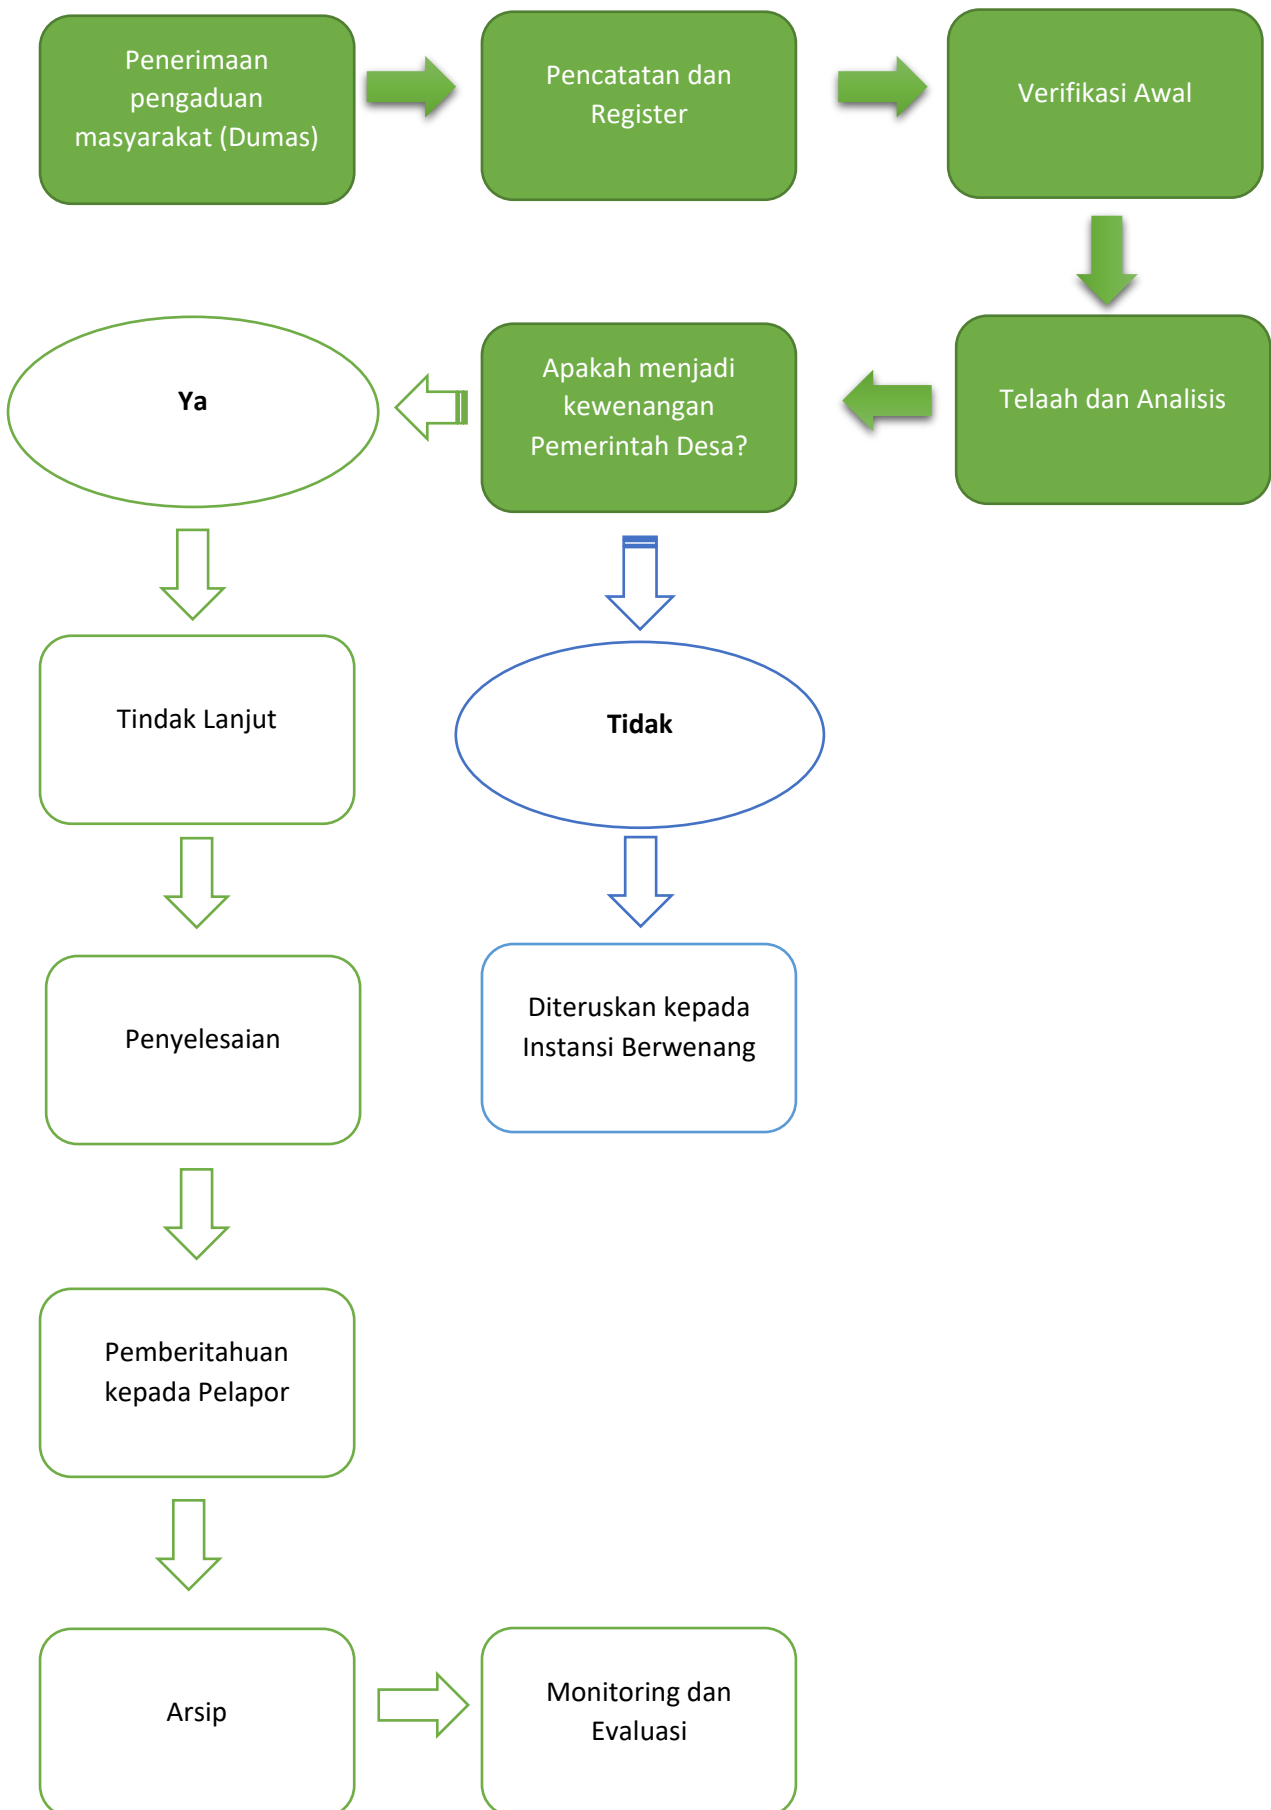 Penerimaan
pengaduan
masyarakat (Dumas)
Pencatatan dan
Register
Verifikasi Awal
Telaah dan Analisis
Apakah menjadi
kewenangan
Pemerintah Desa?
Ya
Tidak
Tindak Lanjut
Penyelesaian
Diteruskan kepada
Instansi Berwenang
Pemberitahuan
kepada Pelapor
Arsip
Monitoring dan
Evaluasi